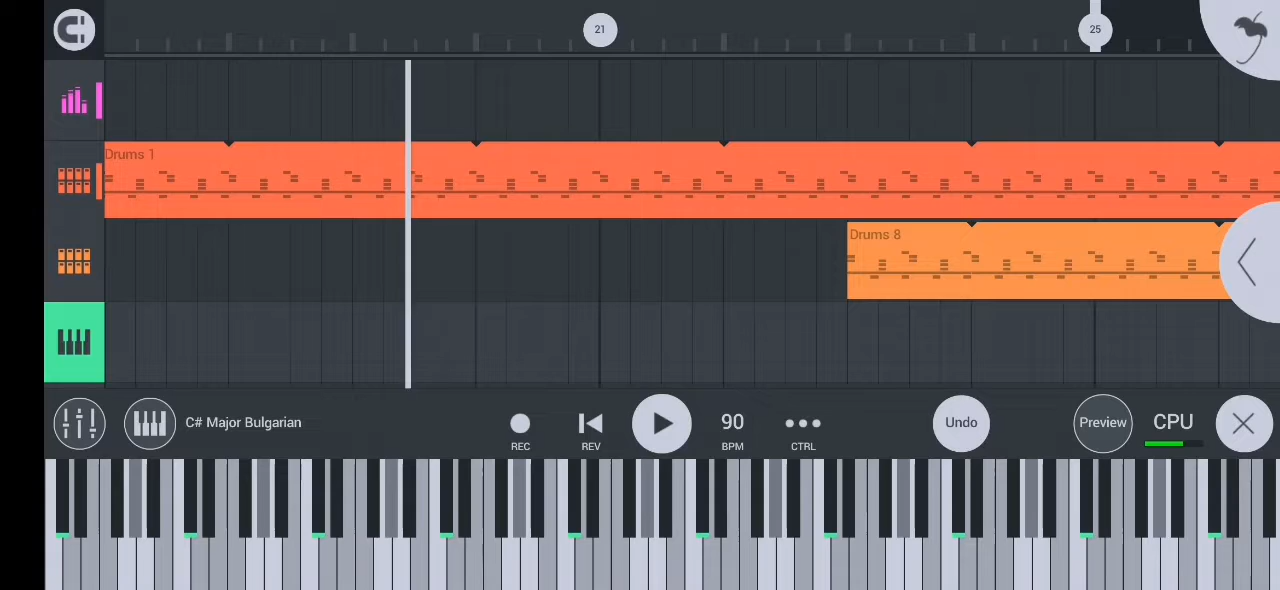 21
25
Drums 1
Drums 8
C# Major Bulgarian
REC
REV
90
BPM
CTRL
Undo
Preview
CPU